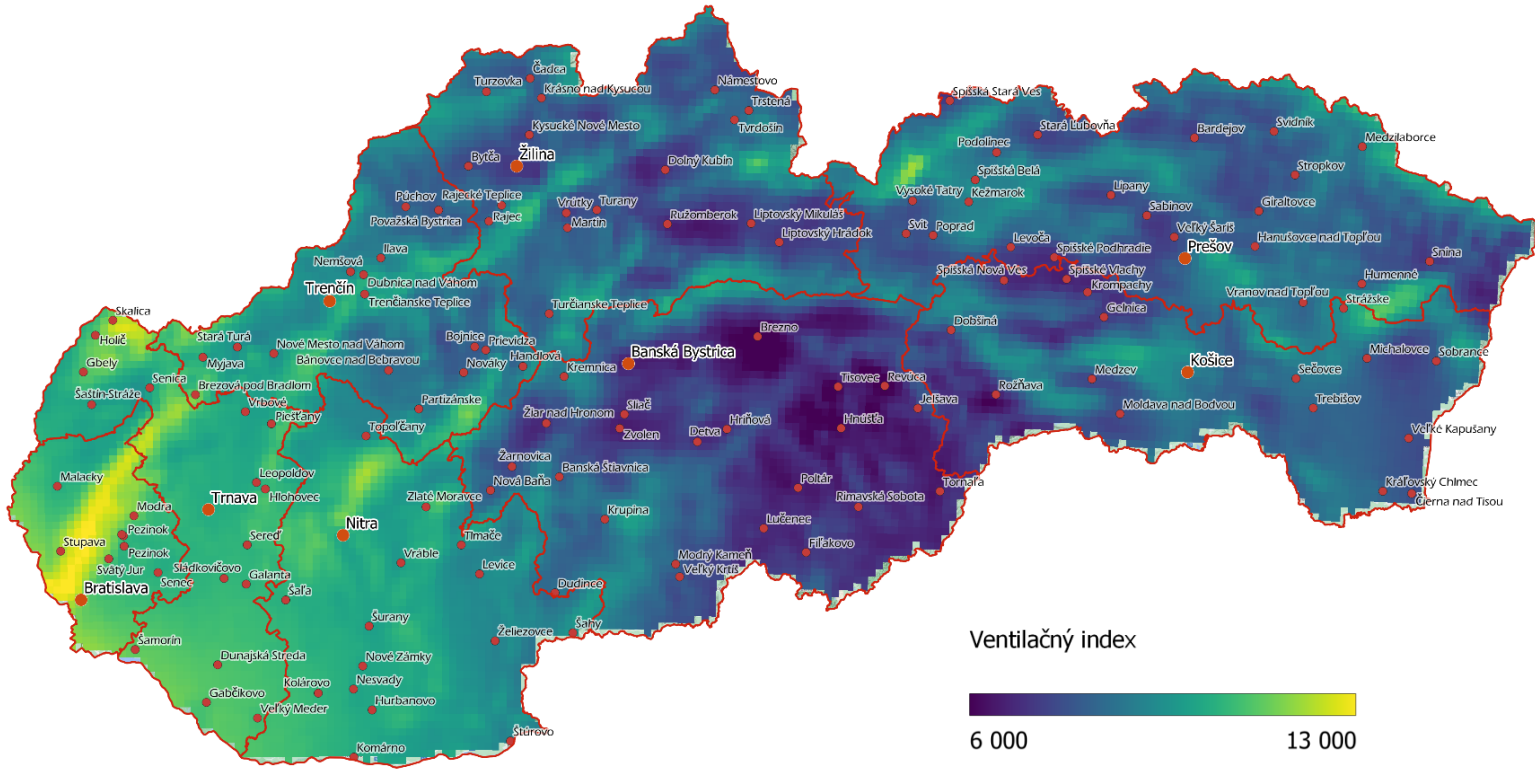 Čadca
Turzovka
Krásno nad Kysucou
Námestovo
Trstená
Tvrdošín
Spišská Stará Ves
Stará Ľubovňa
Podolínec
Bardejov
Svidník
Medzilaborce
Kysucké Nové Mesto
Bytča
Žilina
Dolný Kubín
Stropkov
Spišská Belá
Vysoké Tatry
Kežmarok
Lipany
Sabinov
Giraltovce
Púchov
Rajecké Teplice
Považská Bystrica
Rajec
Vrútky
Turany
Martin
Ružomberok
Liptovský Mikuláš
Liptovský Hrádok
Svit
Poprad
Levoča
Spišské Podhradie
Veľký Šariš
Prešov
Hanušovce nad Topľou
Snina
Ilava
Nemšová
Dubnica nad Váhom
Trenčín
Trenčianske Teplice
Spišská Nová Ves
Spišské Vlachy
Krompachy
Humenné
Vranov nad Topľou
Strážske
Turčianske Teplice
Gelnica
Dobšiná
Skalica
Holíč
Stará Turá
Nové Mesto nad Váhom
Myjava
Bánovce nad Bebravou
Bojnice
Prievidza
Handlová
Nováky
Kremnica
Banská Bystrica
Brezno
Gbely
Senica
Brezová pod Bradlom
Šaštín-Stráže
Vrbové
Piešťany
Partizánske
Topoľčany
Žiar nad Hronom
Sliač
Zvolen
Hriňová
Detva
Tisovec
Revúca
Jelšava
Hnúšťa
Rožňava
Medzev
Košice
Moldava nad Bodvou
Michalovce
Sobrance
Sečovce
Trebišov
Veľké Kapušany
Kráľovský Chlmec
Čierna nad Tisou
Malacky
Leopoldov
Hlohovec
Trnava
Modra
Pezinok
Pezinok
Stupava
Svätý Jur
Senec
Sládkovičovo
Sereď
Galanta
Šaľa
Bratislava
Nitra
Zlaté Moravce
Vráble
Žarnovica
Nová Baňa
Banská Štiavnica
Krupina
Tlmače
Levice
Dudince
Šahy
Modrý Kameň
Veľký Krtíš
Poltár
Rimavská Sobota
Tornaľa
Lučenec
Fiľakovo
Šamorín
Dunajská Streda
Gabčíkovo
Veľký Meder
Kolárovo
Šurany
Nové Zámky
Nesvady
Hurbanovo
Komárno
Želiezovce
Štúrovo
Ventilačný index
6 000
13 000